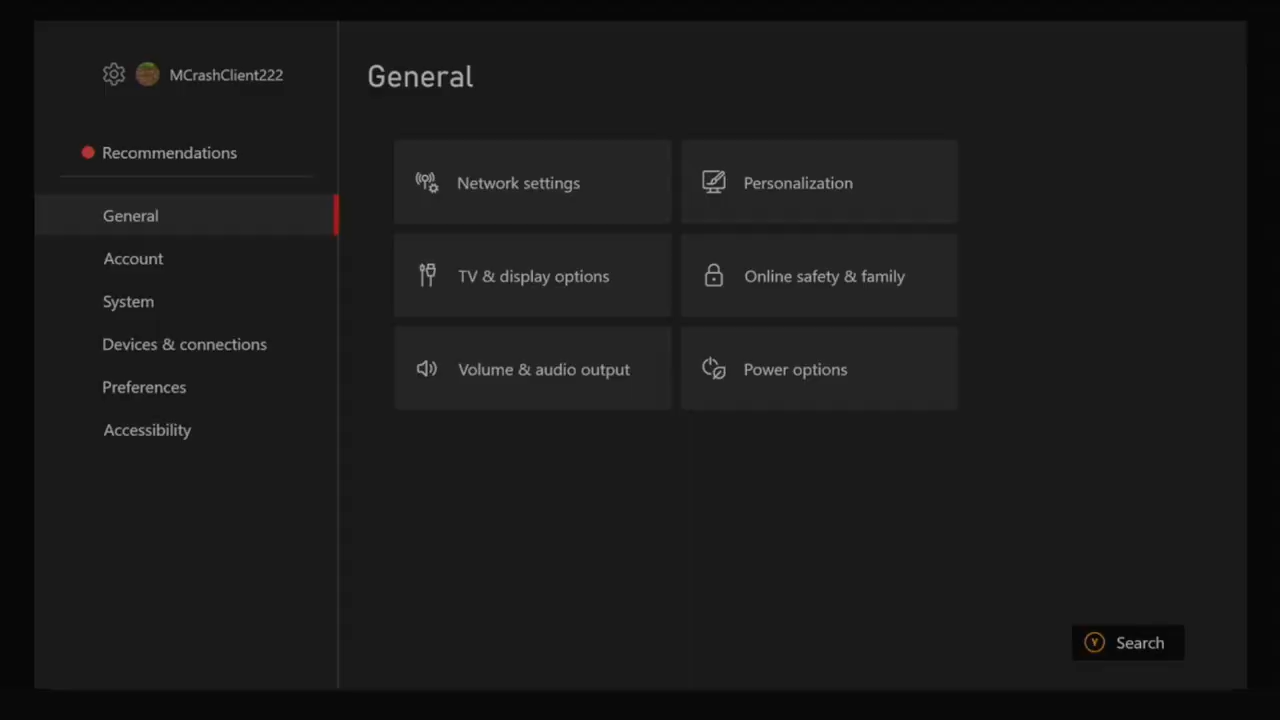 MCrashClient222
Recommendations
General
Account
System
Devices & connections
Preferences
Accessibility
General
Network settings
Personalization
TV & display options
Online safety & family
Volume & audio output
Power options
Y Search